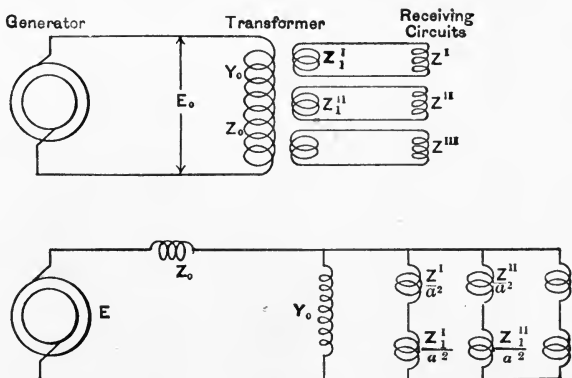 Generator
Transformer
Receiving
Circuits
E₀
Y₀
Z₀
Z₁ᴵ
Zᴵ
Z₁ᴵᴵ
Zᴵᴵ
Zᴵᴵᴵ
E
Z₀
Y₀
Zᴵ
a²
Zᴵᴵ
a²
Z₁ᴵ
a²
Z₁ᴵᴵ
a²